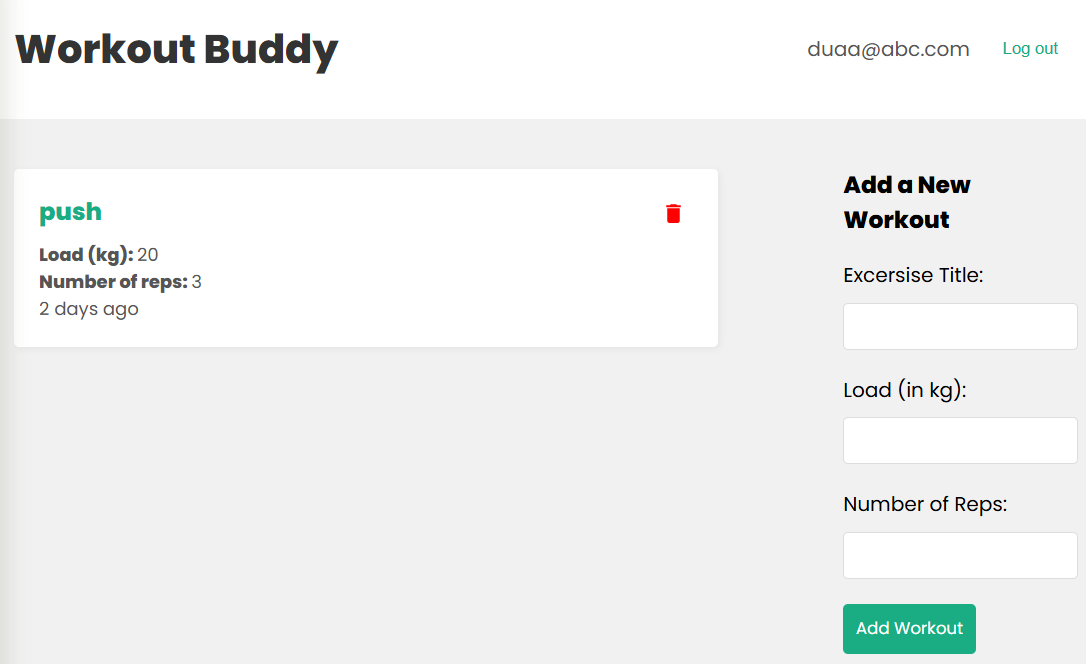 Workout Buddy
duaa@abc.com
Log out
push
Load (kg): 20
Number of reps: 3
2 days ago
Add a New
Workout
Excersise Title:
Load (in kg):
Number of Reps:
Add Workout